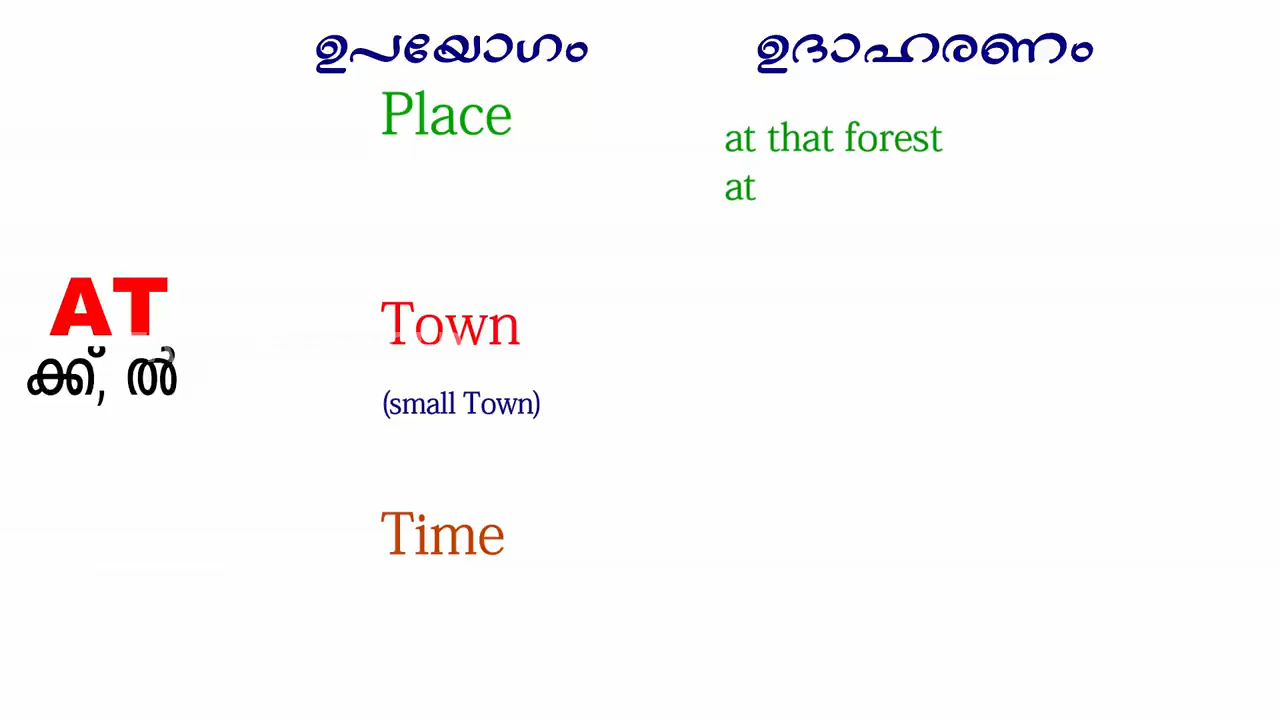 ഉപയോഗം
ഉദാഹരണം
Place
at that forest
at
AT
ക്ക്, ൽ
Town
(small Town)
Time